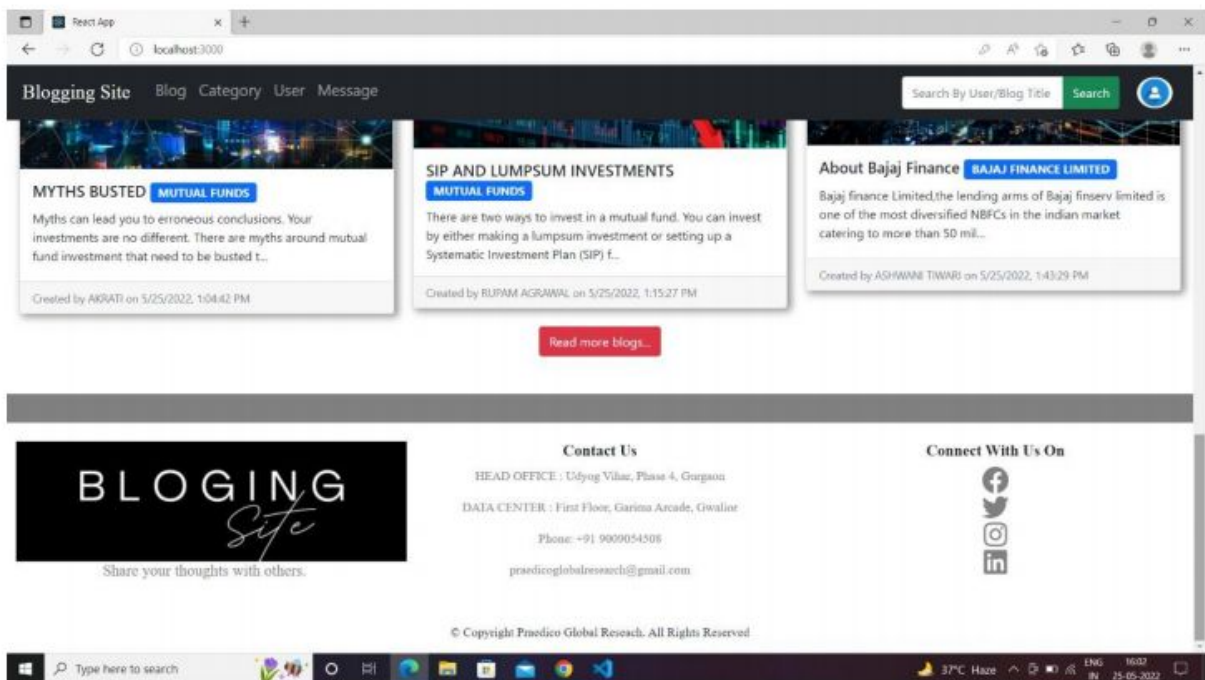 React App
localhost:3000
Blogging Site Blog Category User Message
Search By User/Blog Title Search
MYTHS BUSTED MUTUAL FUNDS
Myths can lead you to erroneous conclusions. Your
investments are no different. There are myths around mutual
fund investment that need to be busted t...
Created by AKRATI on 5/25/2022, 1:04:42 PM
SIP AND LUMPSUM INVESTMENTS
MUTUAL FUNDS
There are two ways to invest in a mutual fund. You can invest
by either making a lumpsum investment or setting up a
Systematic Investment Plan (SIP) f...
Created by RUPAM AGRAWAL on 5/25/2022, 1:15:27 PM
About Bajaj Finance BAJAJ FINANCE LIMITED
Bajaj finance Limited,the lending arms of Bajaj finserv limited is
one of the most diversified NBFCs in the indian market
catering to more than 50 mil...
Created by ASHWANI TIWARI on 5/25/2022, 1:43:29 PM
Read more blogs...
BLOGING
Site
Share your thoughts with others.
Contact Us
HEAD OFFICE : Udyog Vihar, Phase 4, Gurgaon
DATA CENTER : First Floor, Garima Arcade, Gwalior
Phone: +91 9009054508
praedicoglobalresearch@gmail.com
Connect With Us On
© Copyright Praedico Global Reseach. All Rights Reserved
Type here to search
37°C Haze
ENG
IN
16:02
25-05-2022